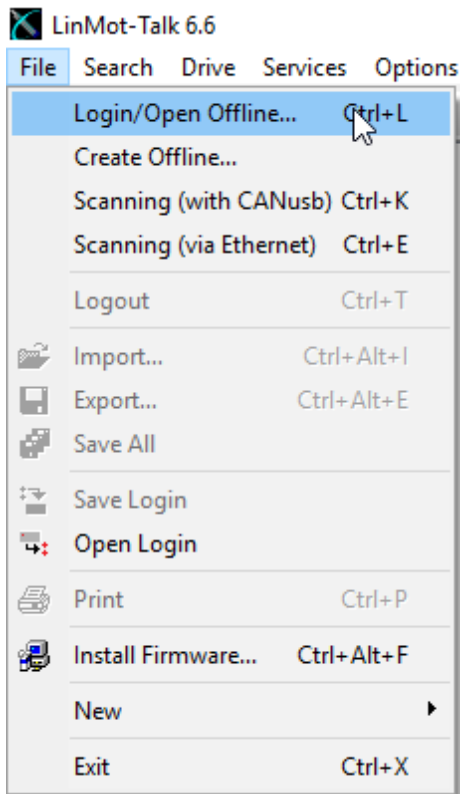 LinMot-Talk 6.6
File Search Drive Services Options
Login/Open Offline... Ctrl+L
Create Offline...
Scanning (with CANusb) Ctrl+K
Scanning (via Ethernet) Ctrl+E
Logout Ctrl+T
Import... Ctrl+Alt+I
Export... Ctrl+Alt+E
Save All
Save Login
Open Login
Print Ctrl+P
Install Firmware... Ctrl+Alt+F
New
Exit Ctrl+X